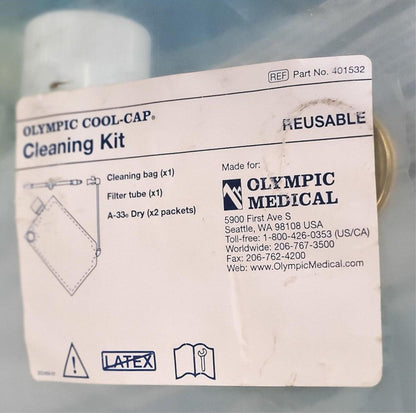 REF Part No. 401532
OLYMPIC COOL-CAP®
Cleaning Kit
REUSABLE
Cleaning bag (x1)
Filter tube (x1)
A-33® Dry (x2 packets)
Made for:
OLYMPIC
MEDICAL
5900 First Ave S
Seattle, WA 98108 USA
Toll-free: 1-800-426-0353 (US/CA)
Worldwide: 206-767-3500
Fax: 206-762-4200
Web: www.OlympicMedical.com
LATEX